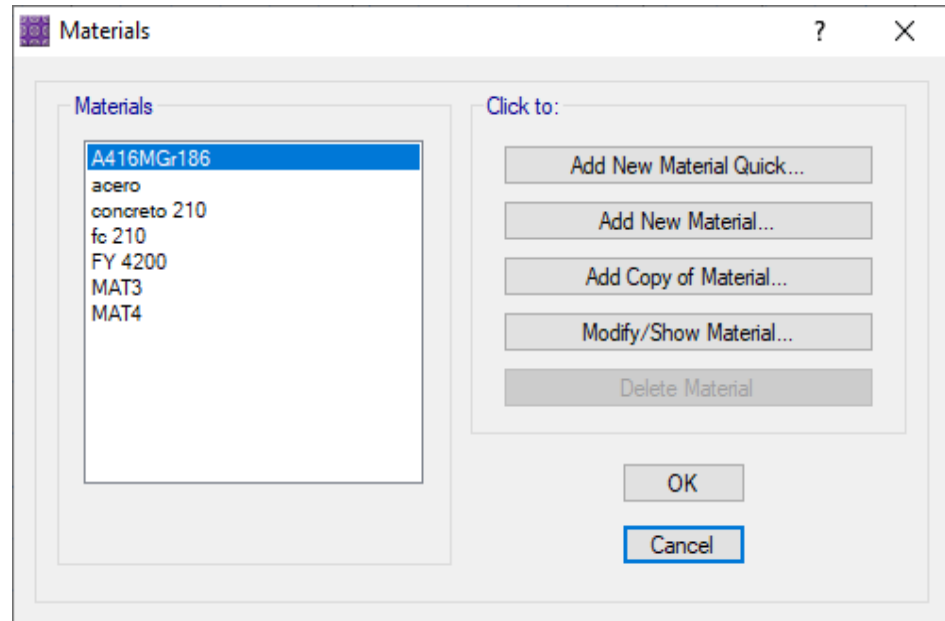 Materials
?
Materials
A416MGr186
acero
concreto 210
fc 210
FY 4200
MAT3
MAT4
Click to:
Add New Material Quick...
Add New Material...
Add Copy of Material...
Modify/Show Material...
Delete Material
OK
Cancel